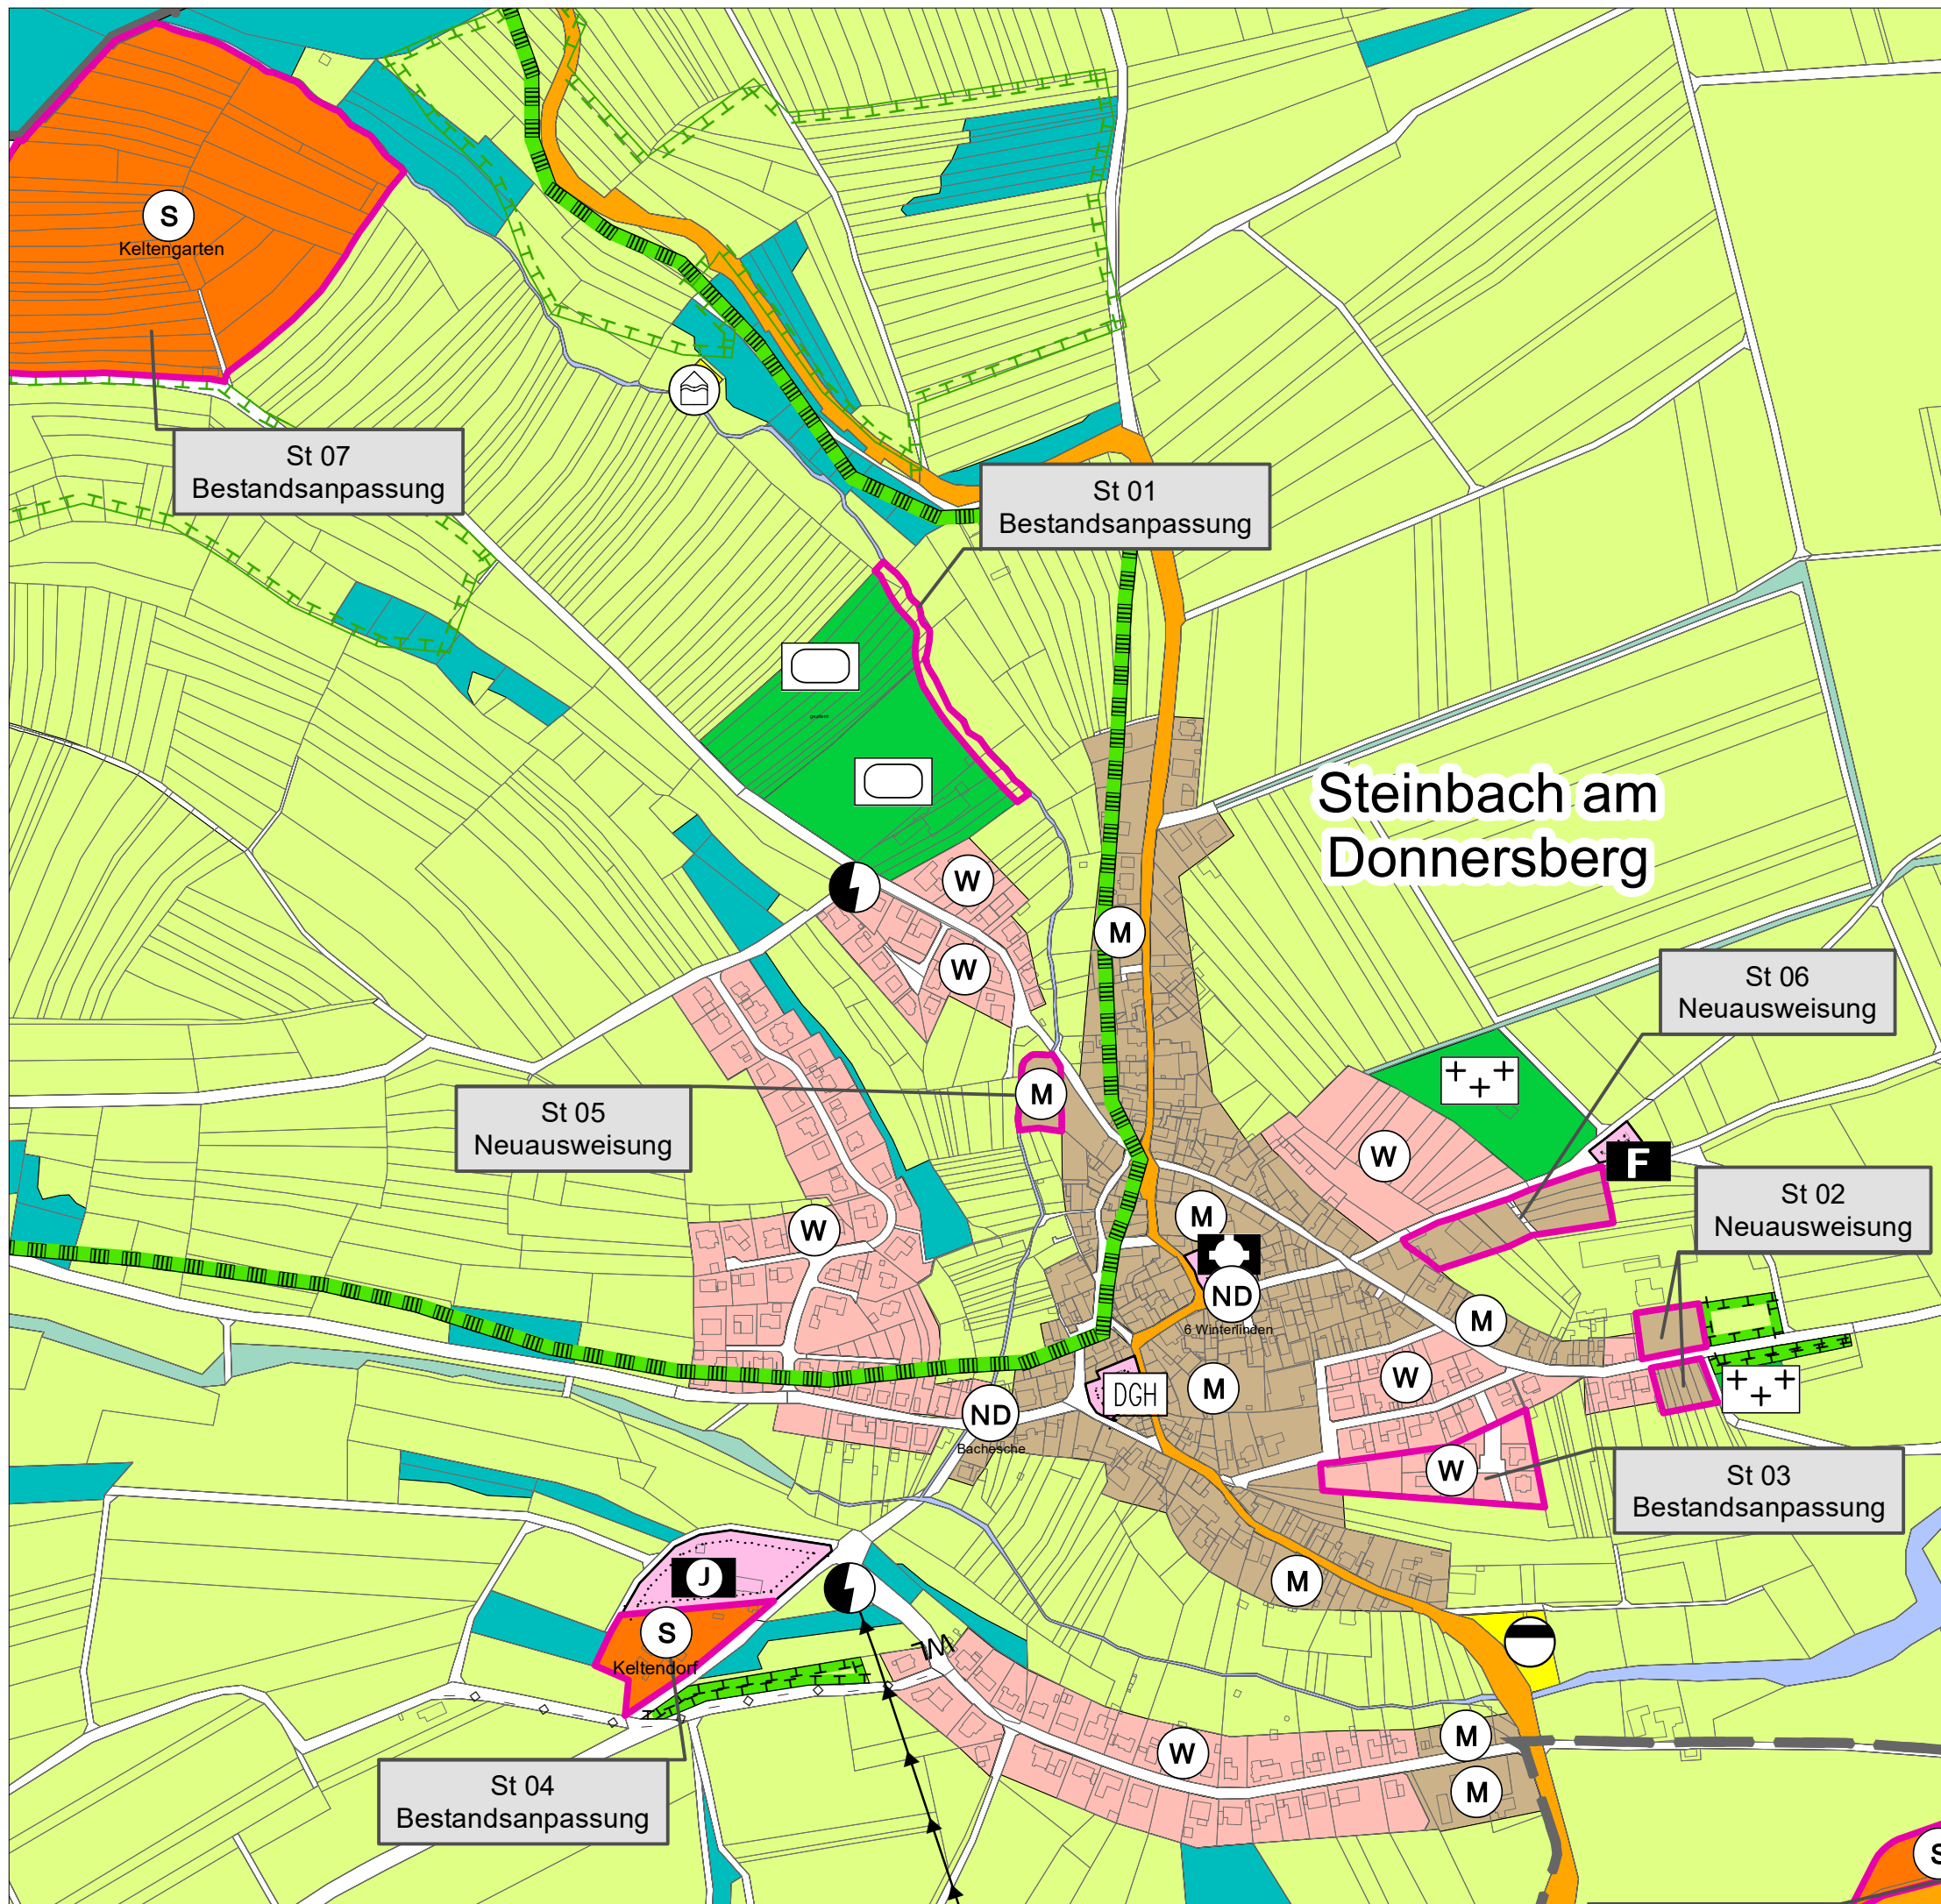 S
Keltengarten
St 07
Bestandsanpassung
St 01
Bestandsanpassung
Steinbach am
Donnersberg
W
M
W
St 06
Neuausweisung
M
St 05
Neuausweisung
W
F
St 02
Neuausweisung
M
W
ND
6 Winterlinden
M
W
M
DGH
ND
Bachesche
W
St 03
Bestandsanpassung
J
M
S
Keltendorf
W
M
W
M
St 04
Bestandsanpassung
S